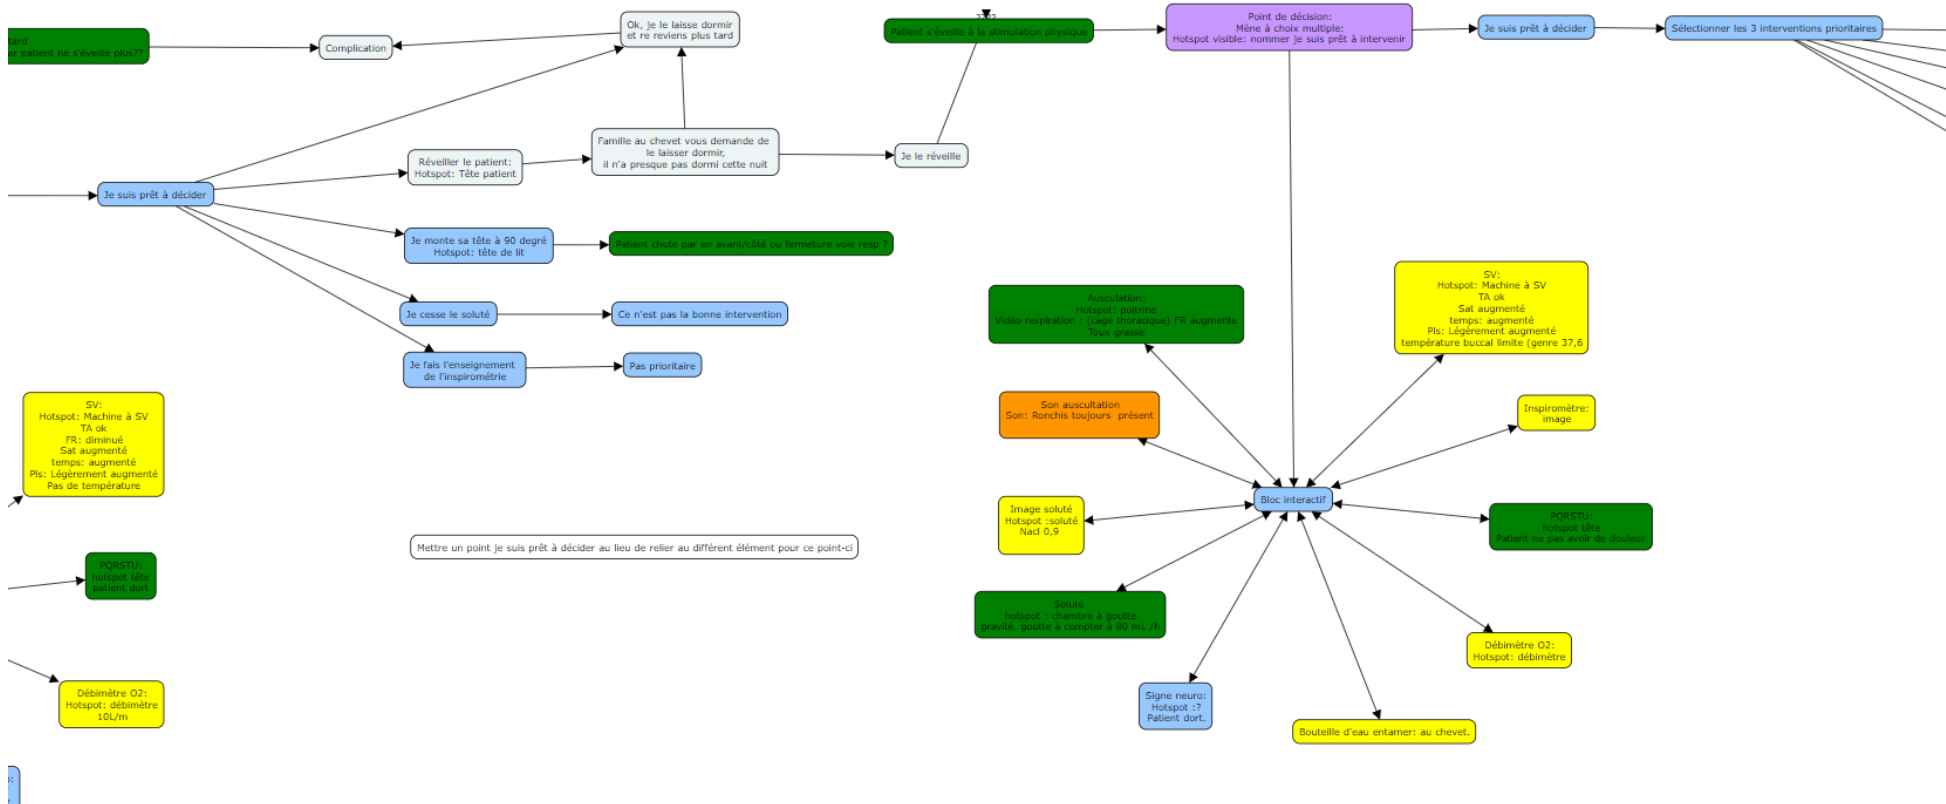 ard
ar patient ne s'éveille plus??
Complication
Ok, je le laisse dormir
et re reviens plus tard
Patient s'éveille à la stimulation physique
Point de décision:
Mène à choix multiple:
Hotspot visible: nommer je suis prêt à intervenir
Je suis prêt à décider
Sélectionner les 3 interventions prioritaires
Je suis prêt à décider
Réveiller le patient:
Hotspot: Tête patient
Famille au chevet vous demande de
le laisser dormir,
il n'a presque pas dormi cette nuit
Je le réveille
Je monte sa tête à 90 degré
Hotspot: tête de lit
Patient chute par en avant/côté ou fermeture voie resp ?
Je cesse le soluté
Ce n'est pas la bonne intervention
Je fais l'enseignement
de l'inspirométrie
Pas prioritaire
SV:
Hotspot: Machine à SV
TA ok
FR: diminué
Sat augmenté
temps: augmenté
Pls: Légèrement augmenté
Pas de température
PQRSTU:
hotspot tête
patient dort
Débimètre O2:
Hotspot: débimètre
10L/m
Mettre un point je suis prêt à décider au lieu de relier au différent élément pour ce point-ci
Auscultation:
Hotspot: poitrine
Vidéo respiration : (cage thoracique) FR augmente
Toux grasse
SV:
Hotspot: Machine à SV
TA ok
Sat augmenté
temps: augmenté
Pls: Légèrement augmenté
température buccal limite (genre 37,6
Son auscultation
Son: Ronchis toujours présent
Inspiromètre:
image
Bloc interactif
Image soluté
Hotspot :soluté
Nacl 0,9
PQRSTU:
hotspot tête
Patient ne pas avoir de douleur
Soluté
hotspot : chambre à goutte
gravité, goutte à compter à 80 mL /h
Débimètre O2:
Hotspot: débimètre
Signe neuro:
Hotspot :?
Patient dort.
Bouteille d'eau entamer: au chevet.